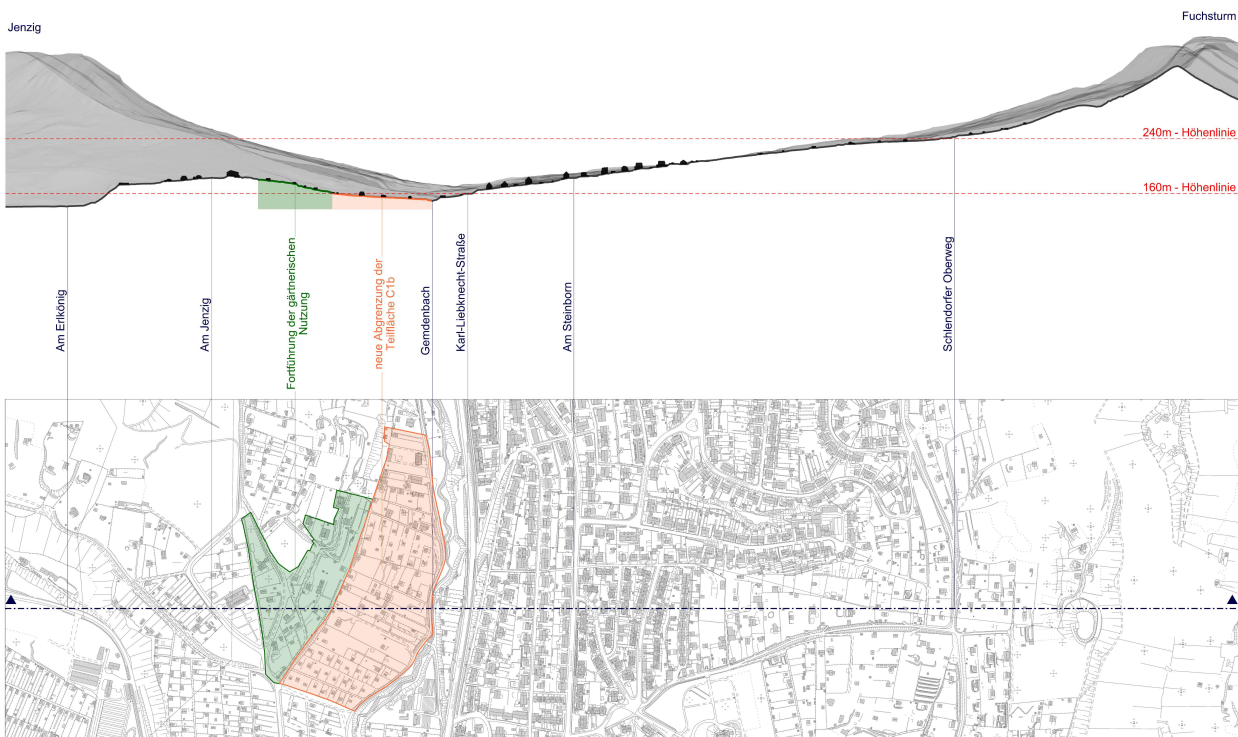 Jenzig
Fuchsturm
240m - Höhenlinie
160m - Höhenlinie
Am Erlkönig
Am Jenzig
Fortführung der gärtnerischen
Nutzung
neue Abgrenzung der
Teilfläche C1b
Gemdenbach
Karl-Liebknecht-Straße
Am Steinborn
Schlendorfer Oberweg